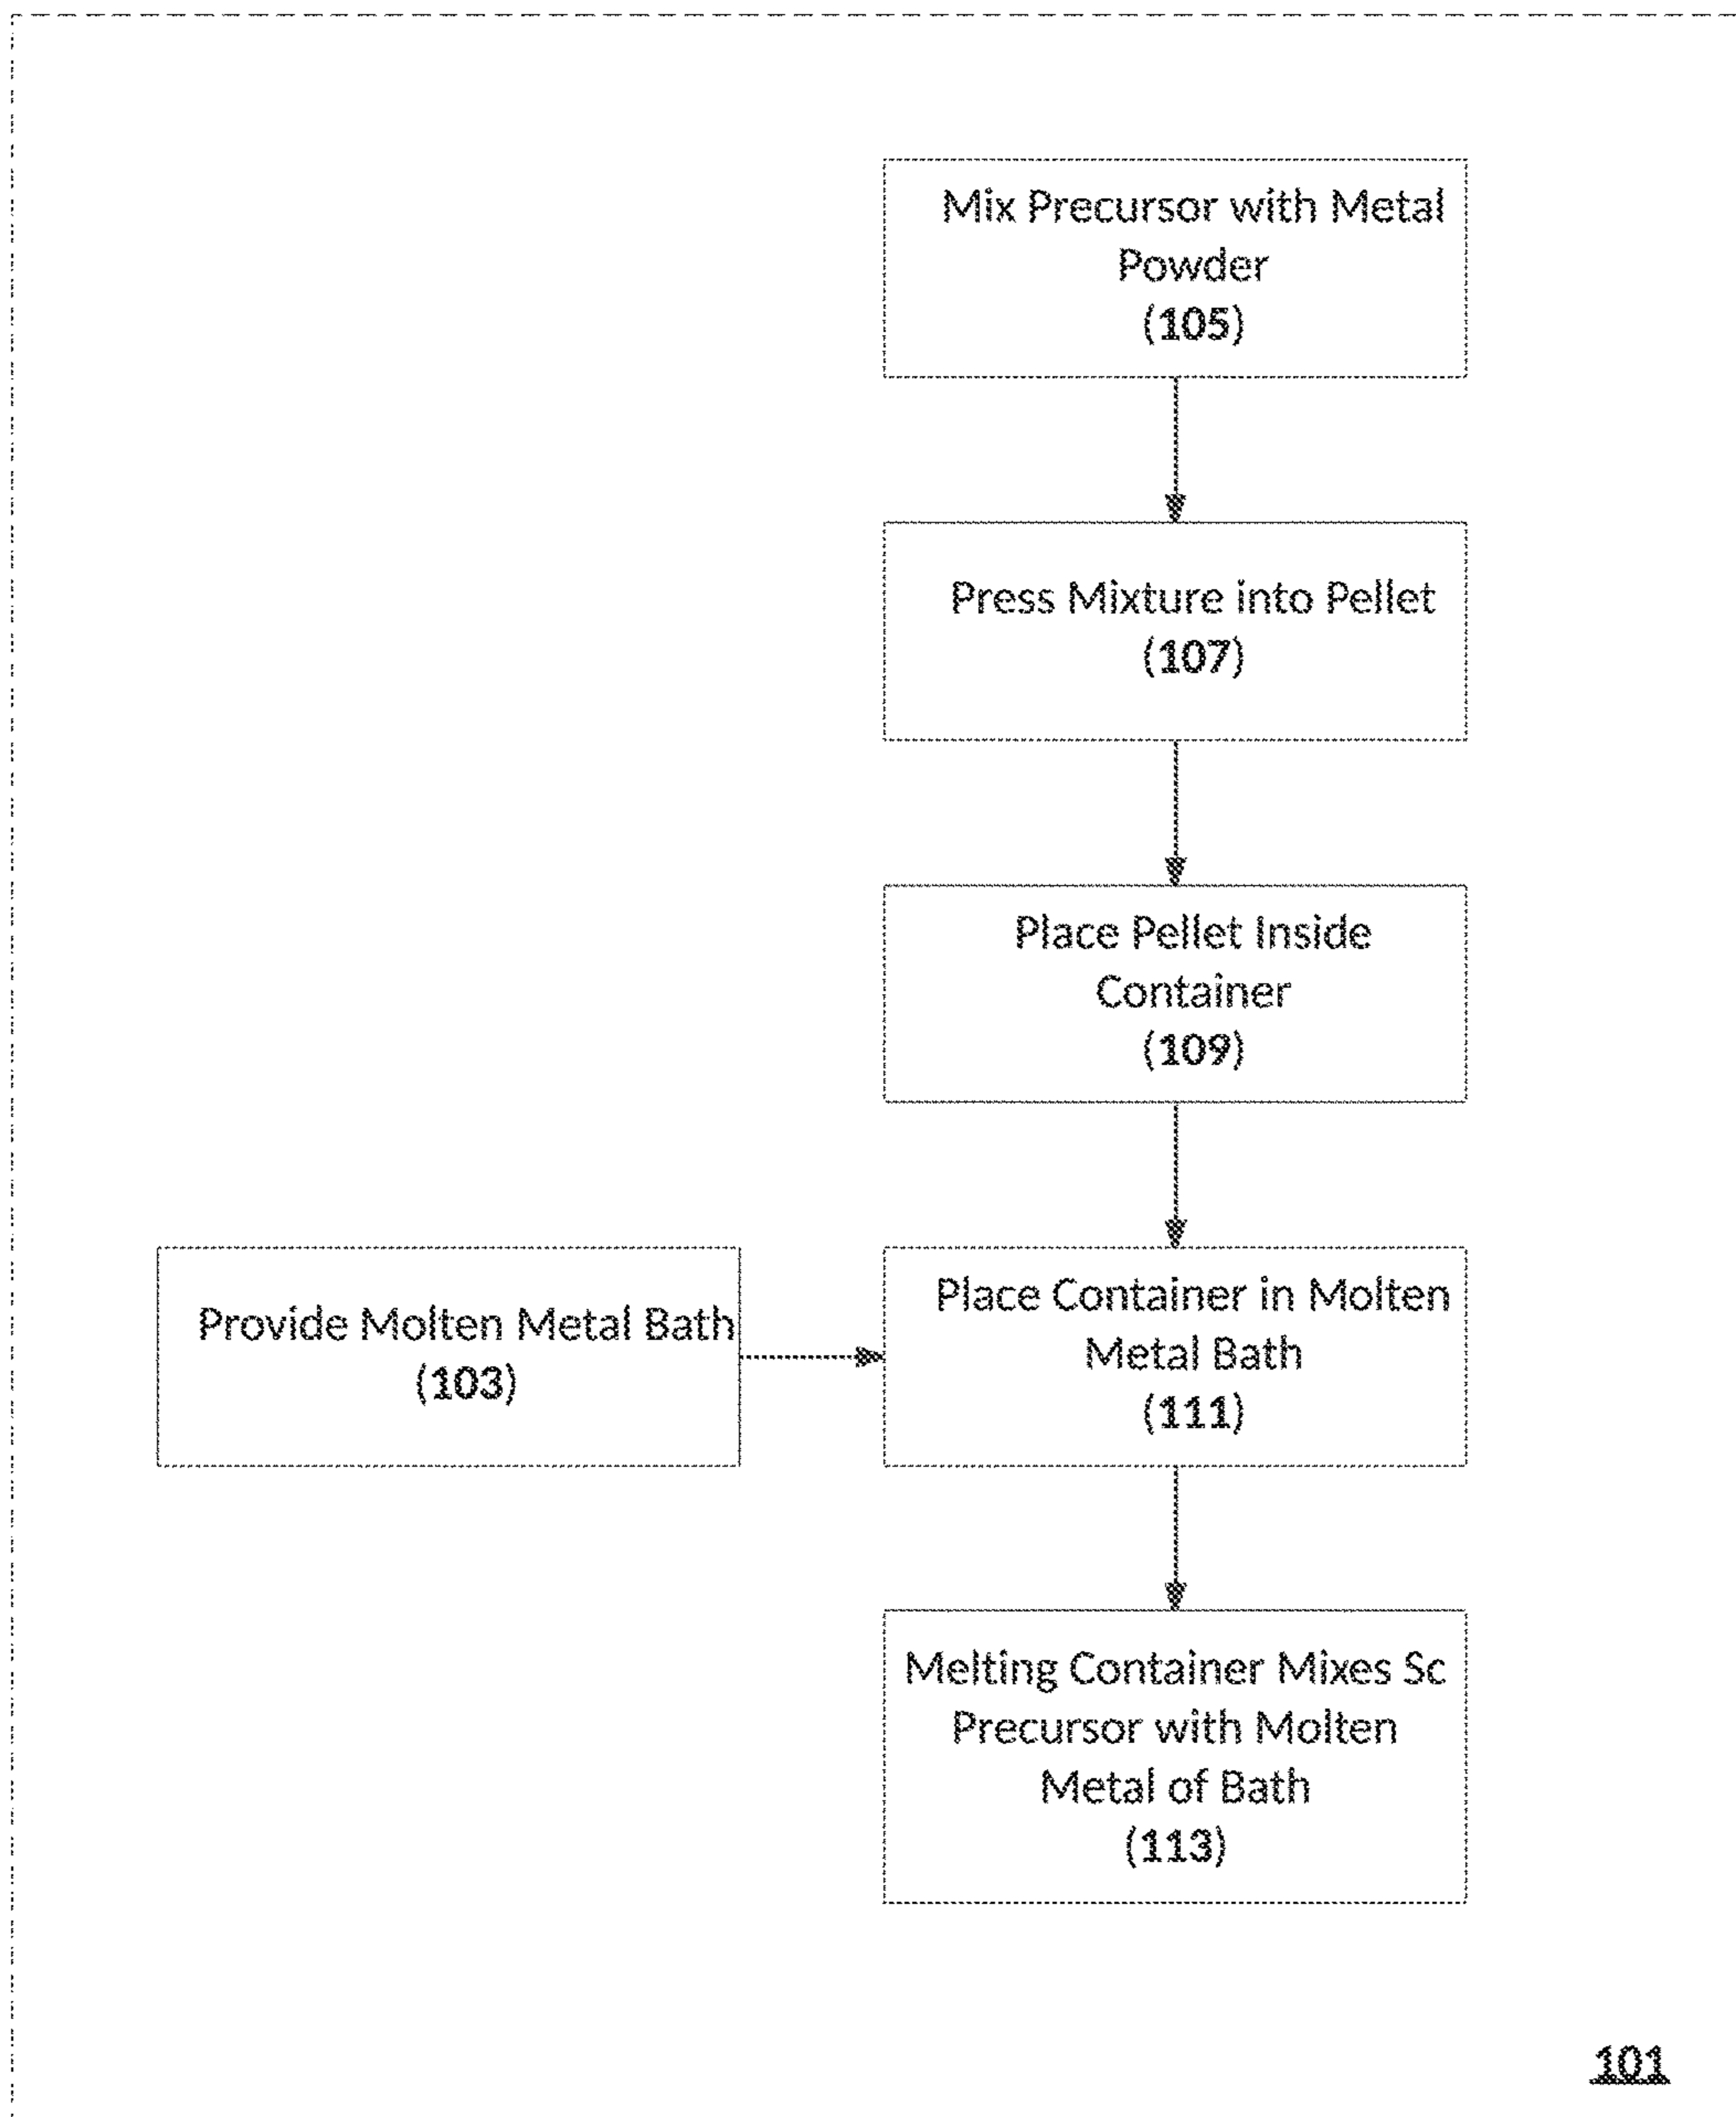 Mix Precursor with Metal
Powder
(105)
Press Mixture into Pellet
(107)
Place Pellet Inside
Container
(109)
Provide Molten Metal Bath
(103)
Place Container in Molten
Metal Bath
(111)
Melting Container Mixes Sc
Precursor with Molten
Metal of Bath
(113)
101